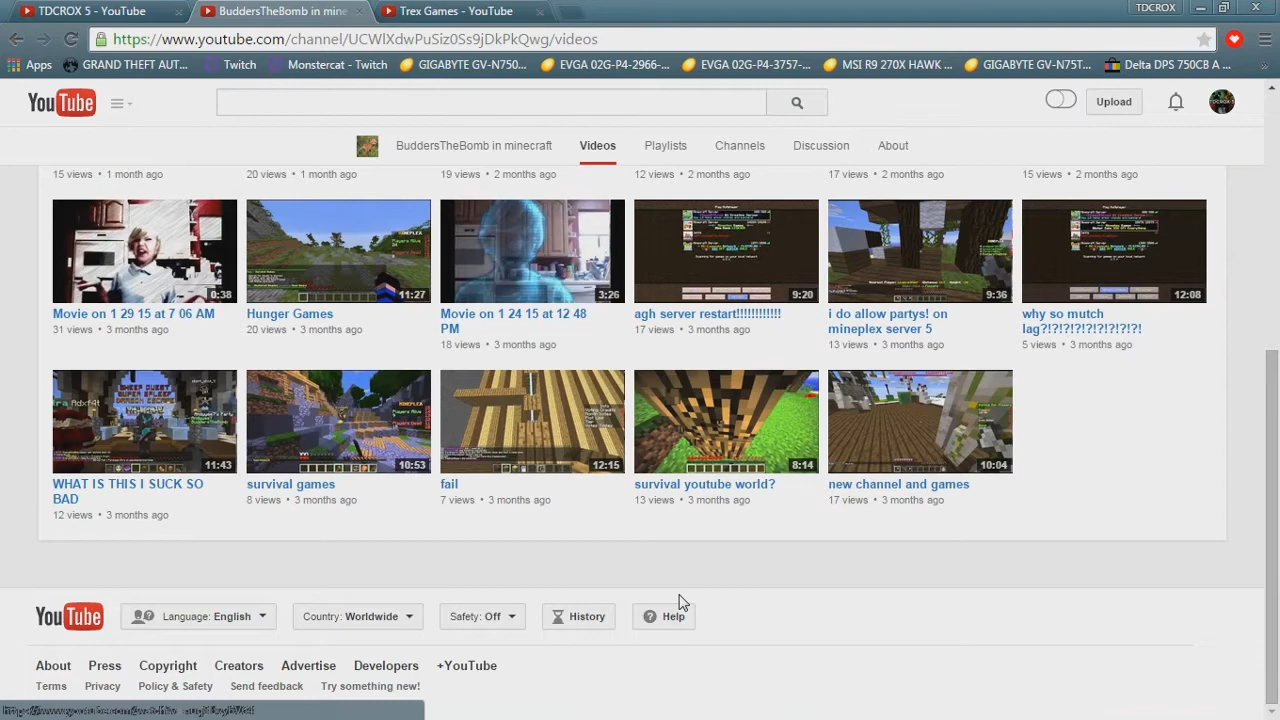 TDCROX 5 - YouTube
BuddersTheBomb in mine
Trex Games - YouTube
TDCROX
https://www.youtube.com/channel/UCWlXdwPuSiz0Ss9jDkPkQwg/videos
Apps
GRAND THEFT AUT...
Twitch
Monstercat - Twitch
GIGABYTE GV-N750...
EVGA 02G-P4-2966-...
EVGA 02G-P4-3757-...
MSI R9 270X HAWK ...
GIGABYTE GV-N75T...
Delta DPS 750CB A ...
YouTube
Upload
BuddersTheBomb in minecraft
Videos
Playlists
Channels
Discussion
About
15 views • 1 month ago
20 views • 1 month ago
19 views • 2 months ago
12 views • 2 months ago
17 views • 2 months ago
15 views • 2 months ago
0:38
11:27
3:26
9:20
9:36
12:08
Movie on 1 29 15 at 7 06 AM
31 views • 3 months ago
Hunger Games
20 views • 3 months ago
Movie on 1 24 15 at 12 48
PM
18 views • 3 months ago
agh server restart!!!!!!!!!!!!
17 views • 3 months ago
i do allow partys! on
mineplex server 5
13 views • 3 months ago
why so mutch
lag?!?!?!?!?!?!?!?!
5 views • 3 months ago
11:43
10:53
12:15
8:14
10:04
WHAT IS THIS I SUCK SO
BAD
12 views • 3 months ago
survival games
8 views • 3 months ago
fail
7 views • 3 months ago
survival youtube world?
13 views • 3 months ago
new channel and games
17 views • 3 months ago
YouTube
Language: English
Country: Worldwide
Safety: Off
History
Help
About
Press
Copyright
Creators
Advertise
Developers
+YouTube
Terms
Privacy
Policy & Safety
Send feedback
Try something new!